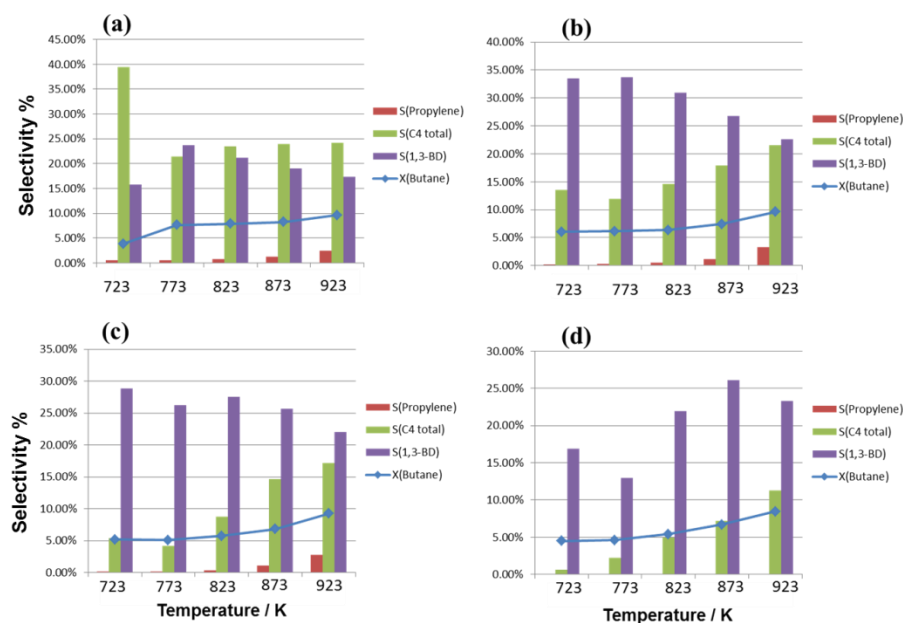 (a)
45.00%
40.00%
35.00%
30.00%
25.00%
20.00%
15.00%
10.00%
5.00%
0.00%
723 773 823 873 923
Selectivity %
S(Propylene)
S(C4 total)
S(1,3-BD)
X(Butane)
(b)
40.00%
35.00%
30.00%
25.00%
20.00%
15.00%
10.00%
5.00%
0.00%
723 773 823 873 923
S(Propylene)
S(C4 total)
S(1,3-BD)
X(Butane)
(c)
35.00%
30.00%
25.00%
20.00%
15.00%
10.00%
5.00%
0.00%
723 773 823 873 923
Selectivity %
Temperature / K
S(Propylene)
S(C4 total)
S(1,3-BD)
X(Butane)
(d)
30.00%
25.00%
20.00%
15.00%
10.00%
5.00%
0.00%
723 773 823 873 923
Temperature / K
S(Propylene)
S(C4 total)
S(1,3-BD)
X(Butane)